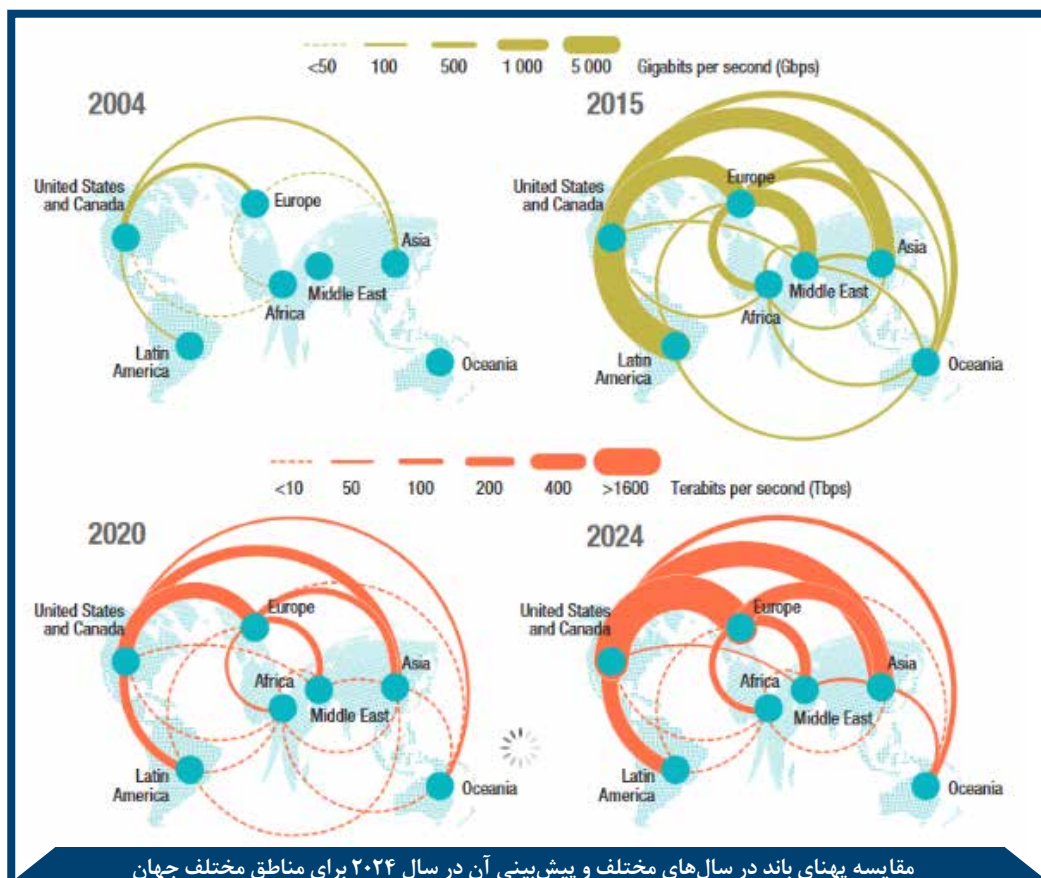 <50 100 500 1 000 5 000 Gigabits per second (Gbps)
2004
United States
and Canada
Europe
Asia
Middle East
Africa
Latin
America
Oceania
2015
United States
and Canada
Europe
Asia
Middle East
Africa
Latin
America
Oceania
<10 50 100 200 400 >1600 Terabits per second (Tbps)
2020
United States
and Canada
Europe
Asia
Africa
Middle East
Latin
America
Oceania
2024
United States
and Canada
Europe
Asia
Africa
Middle East
Latin
America
Oceania
مقایسه پهنای باند در سال‌های مختلف و پیش‌بینی آن در سال ۲۰۲۴ برای مناطق مختلف جهان